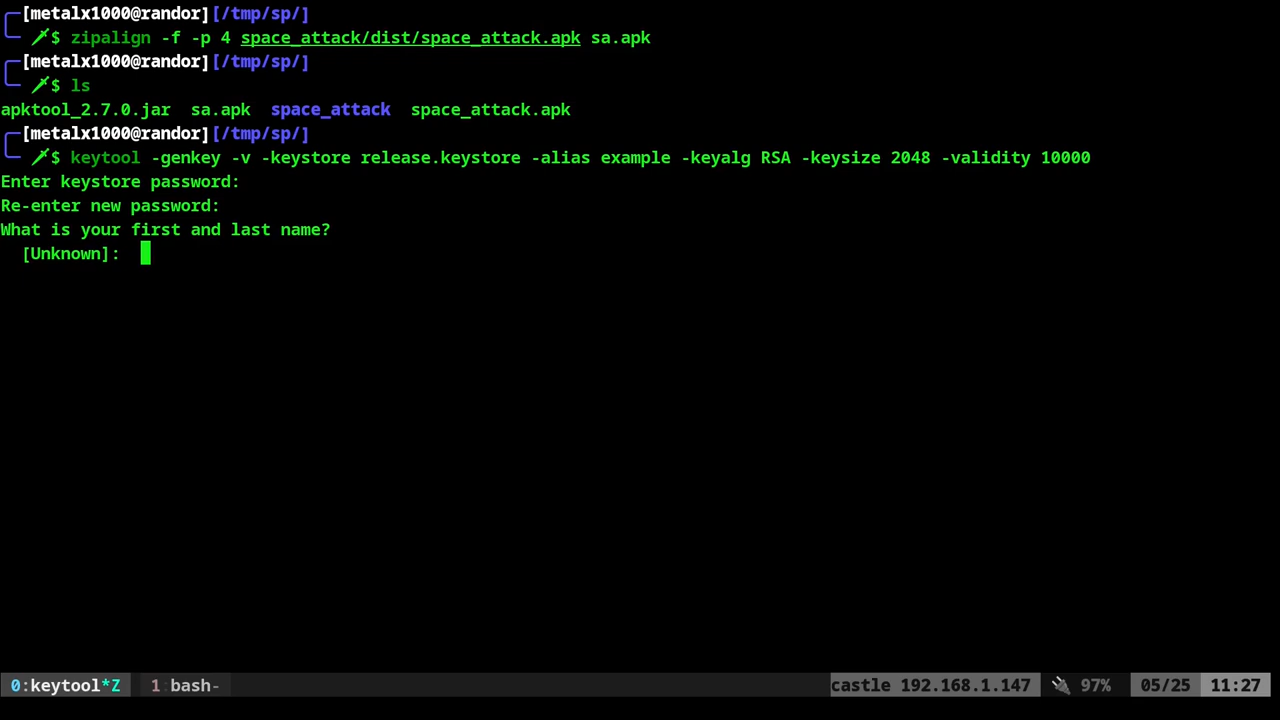 [metalx1000@randor][/tmp/sp/]
$ zipalign -f -p 4 space_attack/dist/space_attack.apk sa.apk
[metalx1000@randor][/tmp/sp/]
$ ls
apktool_2.7.0.jar  sa.apk  space_attack  space_attack.apk
[metalx1000@randor][/tmp/sp/]
$ keytool -genkey -v -keystore release.keystore -alias example -keyalg RSA -keysize 2048 -validity 10000
Enter keystore password:
Re-enter new password:
What is your first and last name?
  [Unknown]:
0:keytool*Z  1:bash-  castle 192.168.1.147  🔌 97%  05/25  11:27